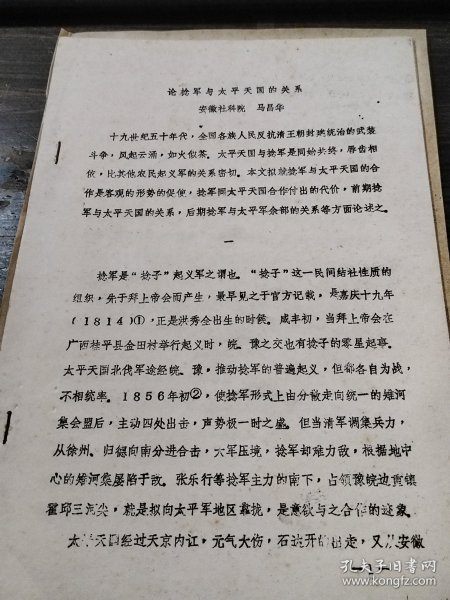 论捻军与太平天国的关系
安徽社科院 马昌华
十九世纪五十年代，全国各族人民反抗清王朝封建统治的武装
斗争，风起云涌，如火似荼。太平天国与捻军是同始共终，唇齿相
依，比其他农民起义军的关系密切。本文拟就捻军与太平天国的合
作是客观的形势的促使，捻军同太平天国合作付出的代价，前期捻
军与太平天国的关系，后期捻军与太平军余部的关系等方面论述之。
一
捻军是“捻子”起义军之谓也。“捻子”这一民间结社性质的
组织，先于拜上帝会而产生，最早见之于官方记载，是嘉庆十九年
（1814）①，正是洪秀全出生的时候。咸丰初，当拜上帝会在
广西桂平县金田村举行起义时，皖、豫之交也有捻子的零星起事。
太平天国北伐军途经皖、豫，推动捻军的普遍起义，但都各自为战，
不相统率。1856年初②，使捻军形式上由分散走向统一的雉河
集会盟后，主动四处出击，声势极一时之盛。但当清军调集兵力，
从徐州、归德向南分进合击，大军压境，捻军却难力敌，根据地中
心的雉河集屡陷于敌。张乐行等捻军主力的南下，占领豫皖边重镇
霍邱三河尖，就是拟向太平军地区靠拢，是意欲与之合作的迹象。
太平天国经过天京内讧，元气大伤，石达开的出走，又从安徽
—1—
孔夫子旧书网